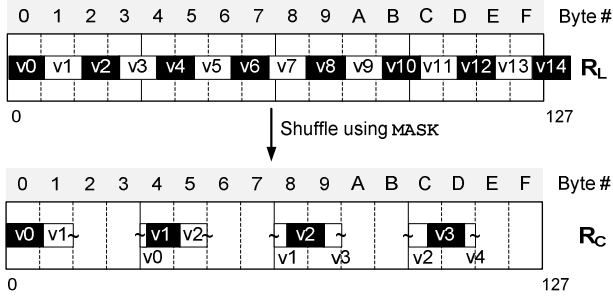 0 1 2 3 4 5 6 7 8 9 A B C D E F Byte #
v0 v1 v2 v3 v4 v5 v6 v7 v8 v9 v10 v11 v12 v13 v14 RL
0 127
Shuffle using MASK
0 1 2 3 4 5 6 7 8 9 A B C D E F Byte #
v0 v1~ ~ v1 v2 ~ ~ v2 ~ ~ v3 ~ RC
v0 v1 v3 v2 v4
0 127